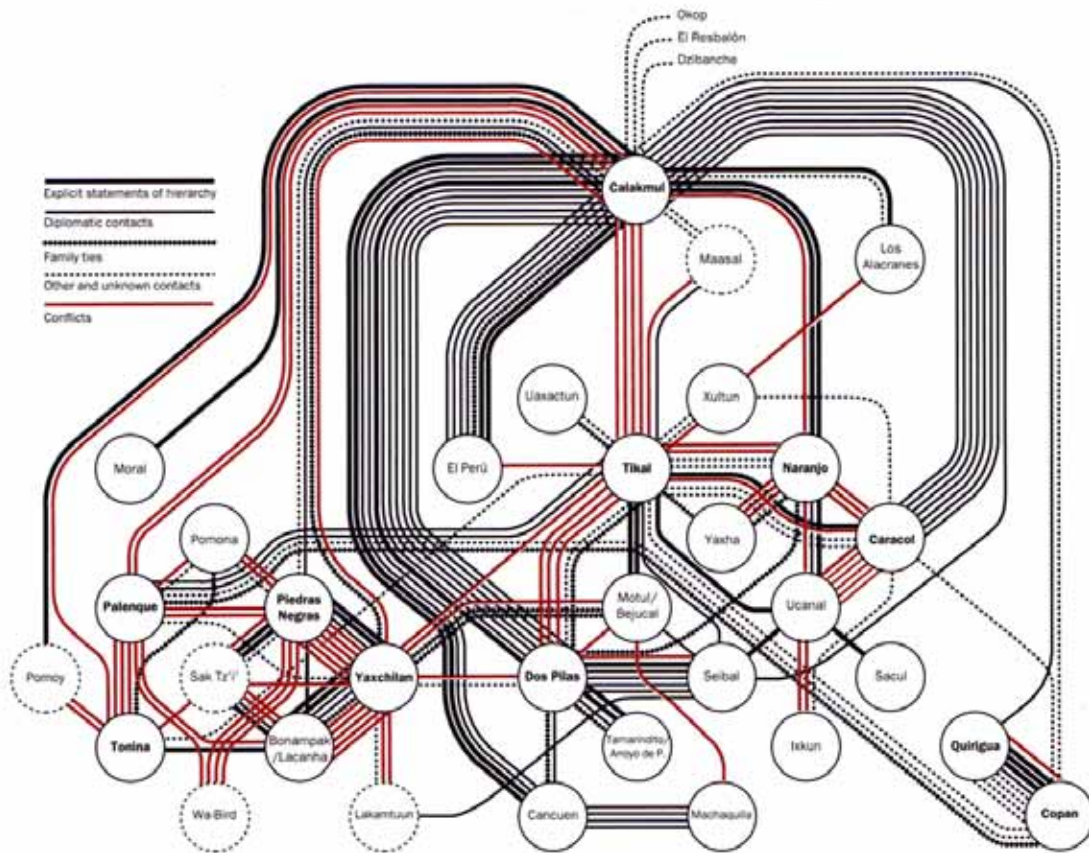 Okop
El Resbalón
Dzibanche
Calakmul
Explicit statements of hierarchy
Diplomatic contacts
Family ties
Other and unknown contacts
Conflicts
Maasal
Los
Alacranes
Uaxactun
Xultun
Moral
El Perú
Tikal
Naranjo
Pomona
Yaxha
Caracol
Palenque
Piedras
Negras
Motul/
Bejucal
Ucanal
Pomoy
Sak Tz'i'
Yaxchilan
Dos Pilas
Seibal
Sacul
Tonina
Bonampak
/Lacanha
Tamarindito/
Arroyo de P.
Ixkun
Quirigua
Wa-Bird
Lakamtuun
Cancuen
Machaquila
Copan